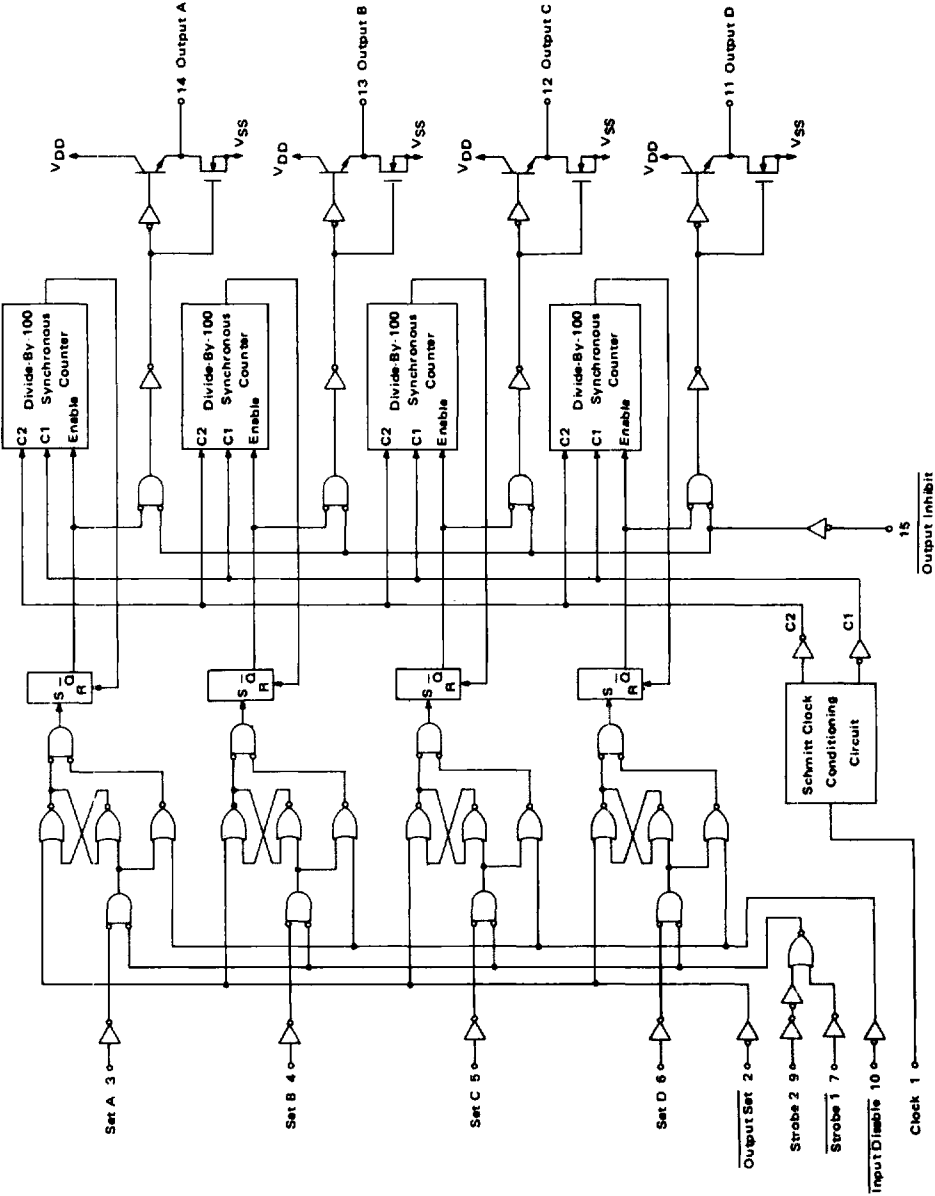 VDD
14 Output A
VSS
VDD
13 Output B
VSS
VDD
12 Output C
VSS
VDD
11 Output D
VSS
C2
C1
Enable
Divide-By-100
Synchronous
Counter
C2
C1
Enable
Divide-By-100
Synchronous
Counter
C2
C1
Enable
Divide-By-100
Synchronous
Counter
C2
C1
Enable
Divide-By-100
Synchronous
Counter
15
Output Inhibit
S
Q
R
S
Q
R
S
Q
R
S
Q
R
C2
C1
Schmitt Clock
Conditioning
Circuit
Set A 3
Set B 4
Set C 5
Set D 6
Output Set 2
Strobe 2 9
Strobe 1 7
Input Disable 10
Clock 1